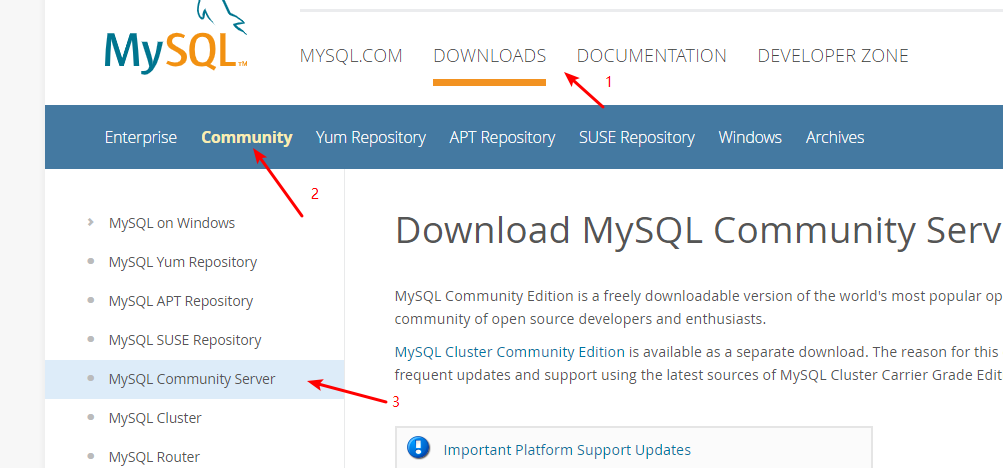 MySQL™
MYSQL.COM DOWNLOADS DOCUMENTATION DEVELOPER ZONE
1
Enterprise Community Yum Repository APT Repository SUSE Repository Windows Archives
2
MySQL on Windows
MySQL Yum Repository
MySQL APT Repository
MySQL SUSE Repository
MySQL Community Server
3
MySQL Cluster
MySQL Router
Download MySQL Community Serv
MySQL Community Edition is a freely downloadable version of the world's most popular op
community of open source developers and enthusiasts.
MySQL Cluster Community Edition is available as a separate download. The reason for this
frequent updates and support using the latest sources of MySQL Cluster Carrier Grade Edit
Important Platform Support Updates